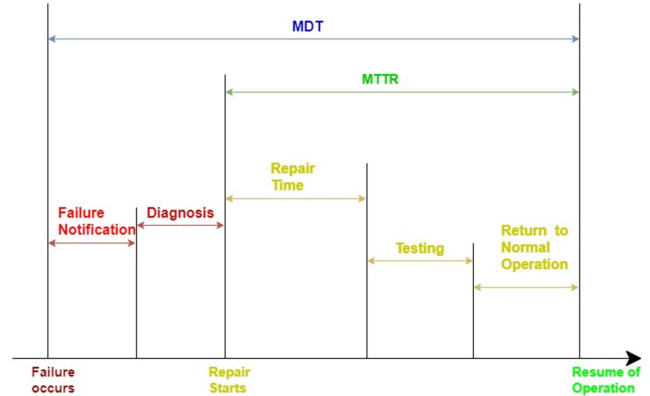 MDT
MTTR
Repair
Time
Failure
Notification
Diagnosis
Return to
Normal
Operation
Testing
Failure
occurs
Repair
Starts
Resume of
Operation